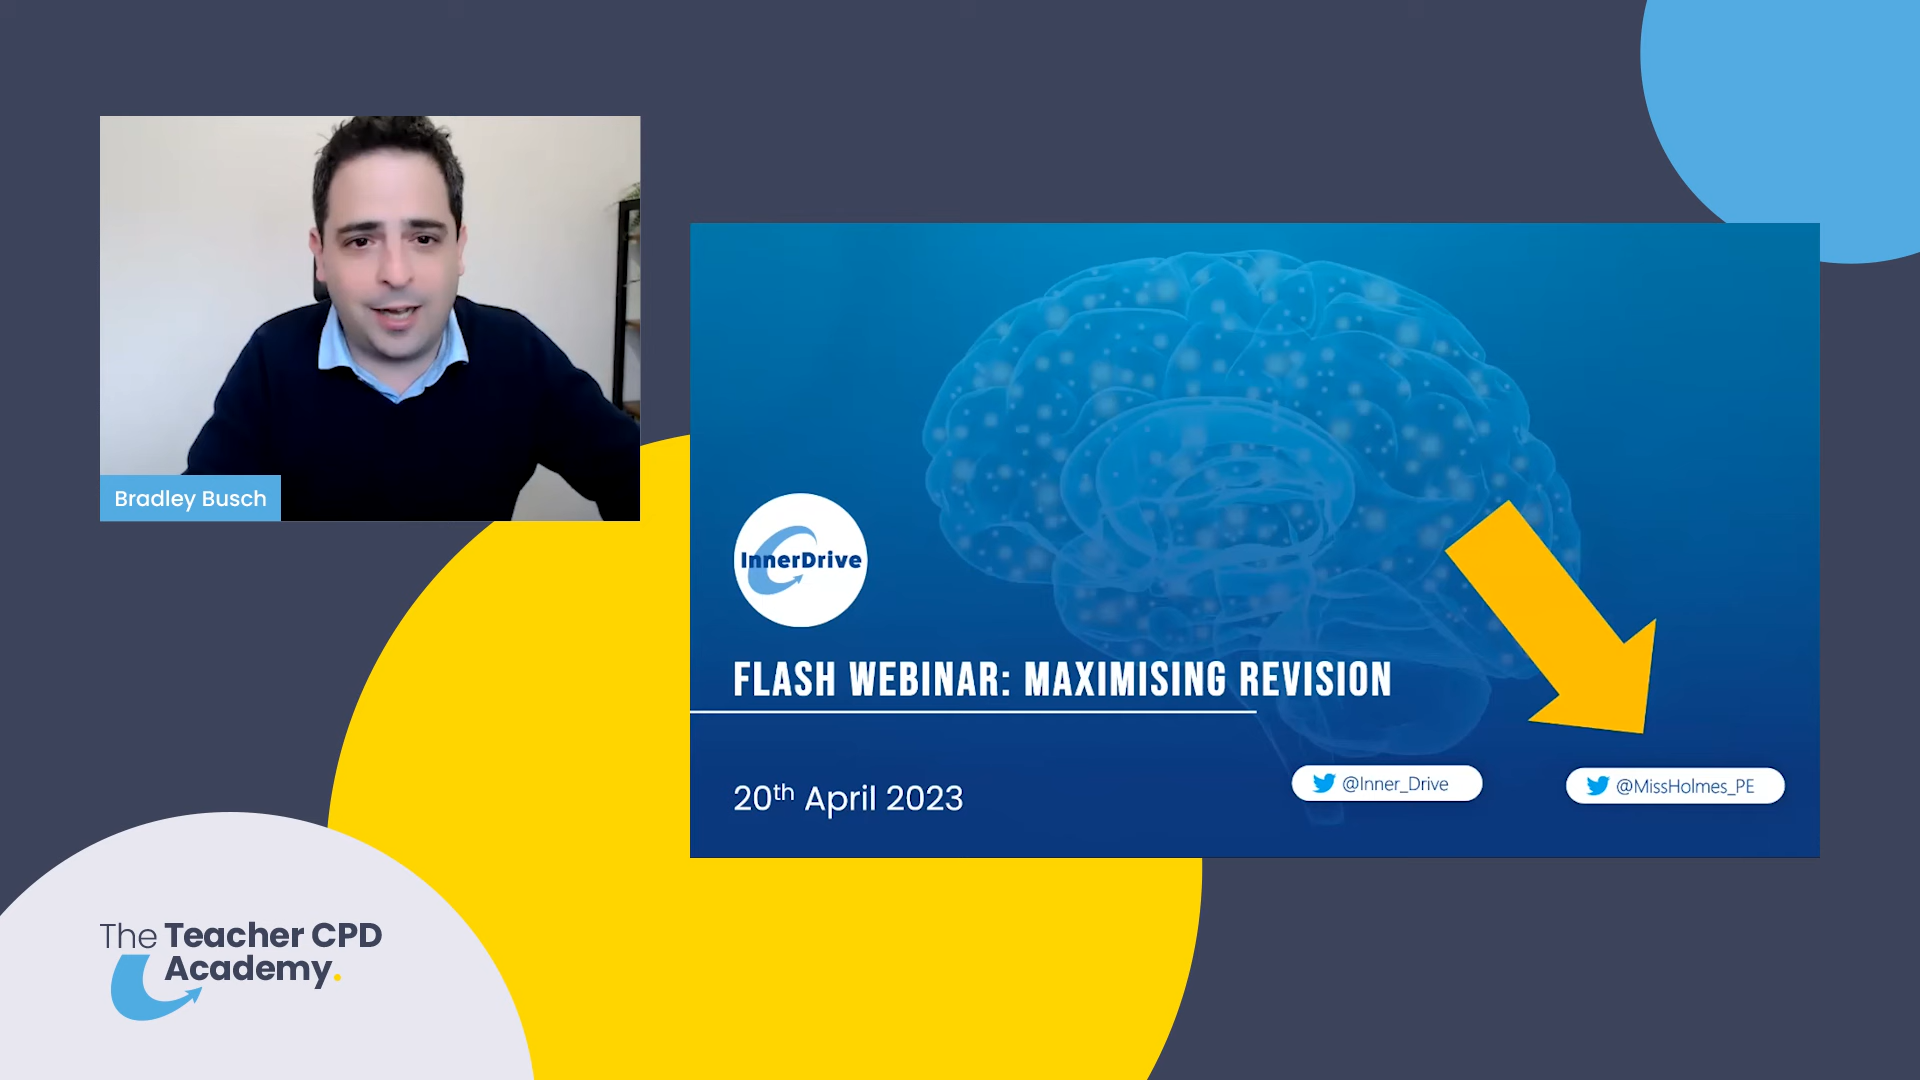 Bradley Busch
InnerDrive
FLASH WEBINAR: MAXIMISING REVISION
20th April 2023
@Inner_Drive
@MissHolmes_PE
The Teacher CPD
Academy.